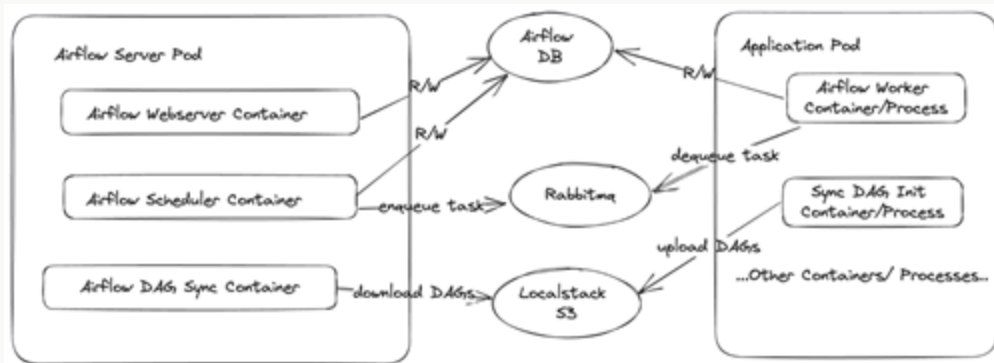 Airflow Server Pod
Airflow Webserver Container
Airflow Scheduler Container
Airflow DAG Sync Container
R/W
R/W
enqueue task
download DAGs
Airflow
DB
Rabbitmq
Localstack
S3
R/W
dequeue task
upload DAGs
Application Pod
Airflow Worker
Container/Process
Sync DAG Init
Container/Process
...Other Containers/ Processes...